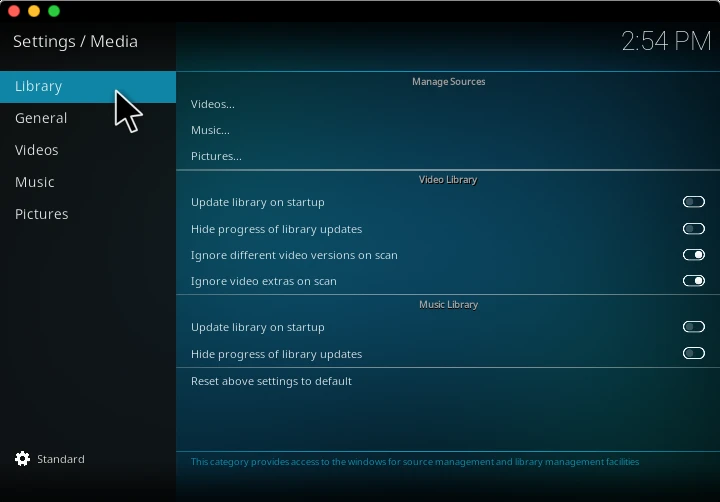 Settings / Media
2:54 PM
Library
General
Videos
Music
Pictures
Standard
Manage Sources
Videos...
Music...
Pictures...
Video Library
Update library on startup
Hide progress of library updates
Ignore different video versions on scan
Ignore video extras on scan
Music Library
Update library on startup
Hide progress of library updates
Reset above settings to default
This category provides access to the windows for source management and library management facilities